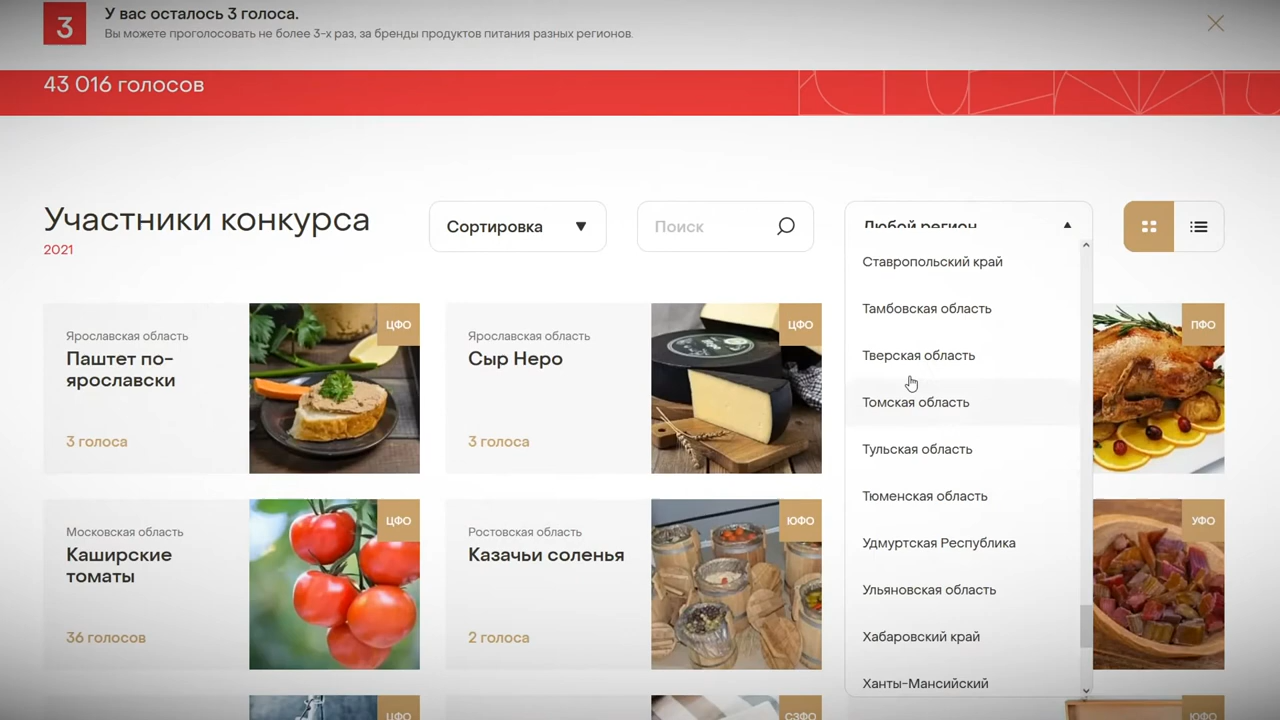 3
У вас осталось 3 голоса.
Вы можете проголосовать не более 3-х раз, за бренды продуктов питания разных регионов.
43 016 голосов
Участники конкурса
2021
Сортировка
Поиск
Любой регион
Ставропольский край
Тамбовская область
Тверская область
Томская область
Тульская область
Тюменская область
Удмуртская Республика
Ульяновская область
Хабаровский край
Ханты-Мансийский
Ярославская область
Паштет по-
ярославски
3 голоса
ЦФО
Ярославская область
Сыр Неро
3 голоса
ЦФО
ПФО
Московская область
Каширские
томаты
36 голосов
ЦФО
Ростовская область
Казачьи соленья
2 голоса
ЮФО
УФО
ЦФО
СЗФО
ЮФО